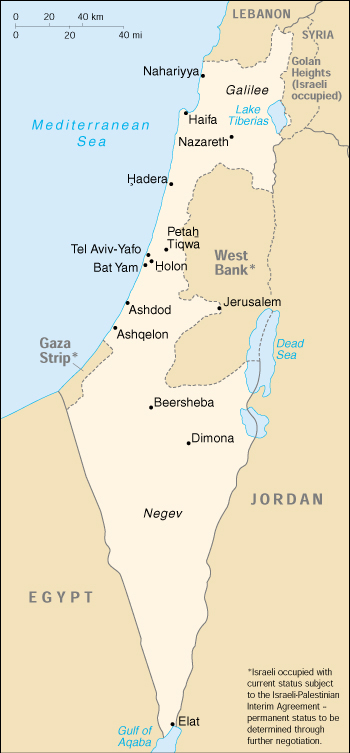 LEBANON
0 20 40 km
0 20 40 mi
SYRIA
Nahariyya
Galilee
Golan
Heights
(Israeli
occupied)
Mediterranean
Sea
Haifa
Lake
Tiberias
Nazareth
Ḥadera
Petaḥ
Tiqwa
Tel Aviv-Yafo
Bat Yam
Ḥolon
West
Bank*
Ashdod
Jerusalem
Ashqelon
Gaza
Strip*
Dead
Sea
Beersheba
Dimona
JORDAN
Negev
EGYPT
*Israeli occupied with
current status subject
to the Israeli-Palestinian
Interim Agreement –
permanent status to be
determined through
further negotiation.
Elat
Gulf of
Aqaba